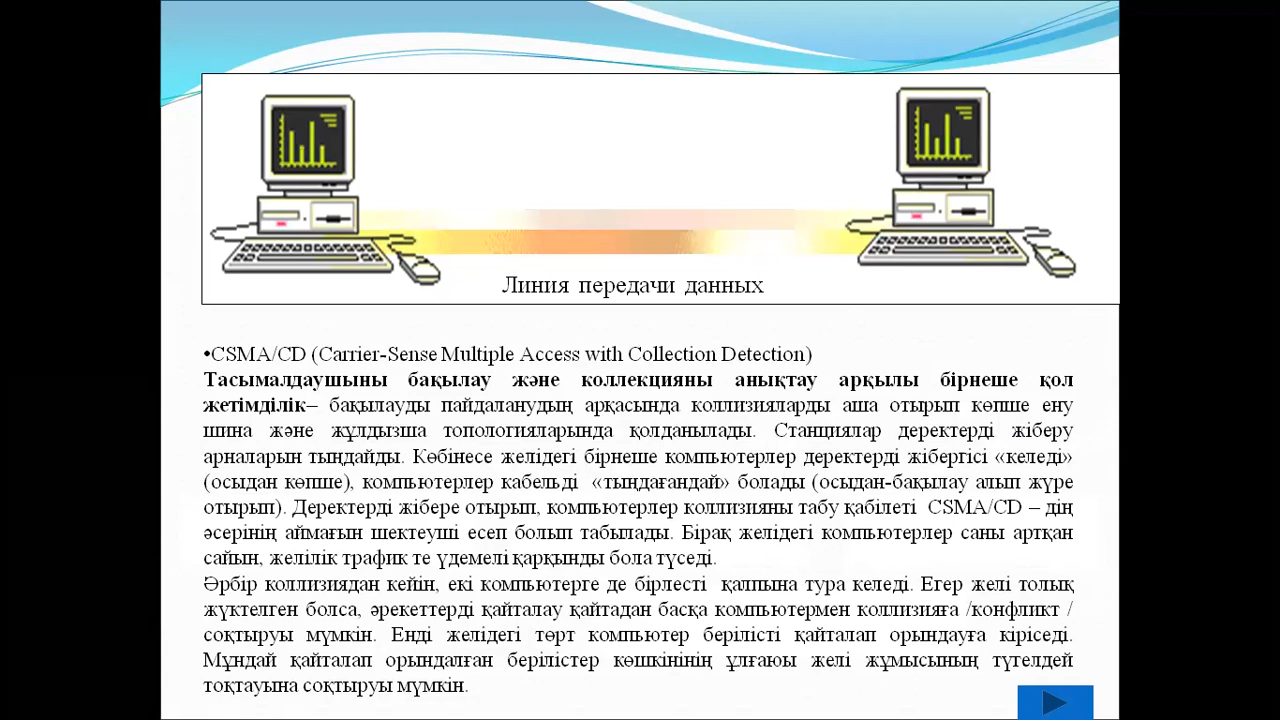 Линия передачи данных
•CSMA/CD (Carrier-Sense Multiple Access with Collection Detection)
Тасымалдаушыны бақылау және коллекцияны анықтау арқылы бірнеше қол
жетімділік– бақылауды пайдаланудың арқасында коллизияларды аша отырып көпше ену
шина және жұлдызша топологияларында қолданылады. Станциялар деректерді жіберу
арналарын тыңдайды. Көбінесе желідегі бірнеше компьютерлер деректерді жібергісі «келеді»
(осыдан көпше), компьютерлер кабельді «тыңдағандай» болады (осыдан-бақылау алып жүре
отырып). Деректерді жібере отырып, компьютерлер коллизияны табу қабілеті CSMA/CD – дің
әсерінің аймағын шектеуші есеп болып табылады. Бірақ желідегі компьютерлер саны артқан
сайын, желілік трафик те үдемелі қарқынды бола түседі.
Әрбір коллизиядан кейін, екі компьютерге де бірлесті қалпына тура келеді. Егер желі толық
жүктелген болса, әрекеттерді қайталау қайтадан басқа компьютермен коллизияға /конфликт /
соқтыруы мүмкін. Енді желідегі төрт компьютер берілісті қайталап орындауға кіріседі.
Мұндай қайталап орындалған берілістер көшкінінің ұлғаюы желі жұмысының түтелдей
тоқтауына соқтыруы мүмкін.